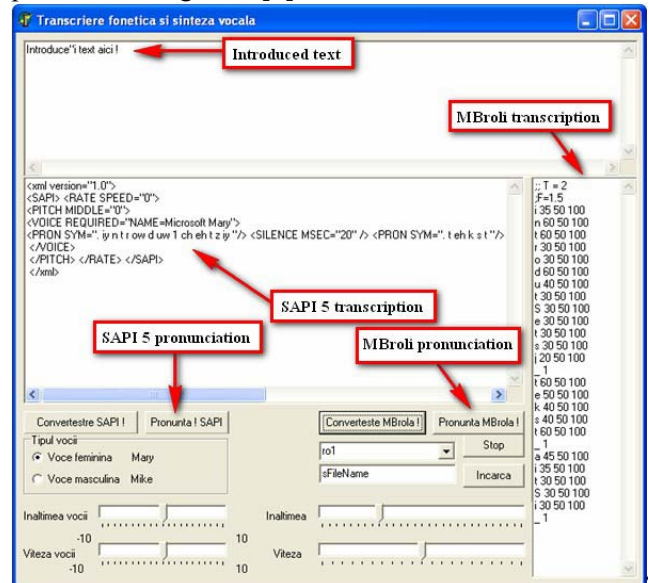 Transcriere fonetica si sinteza vocala
Introduce"i text aici !
Introduced text
MBroli transcription
<xml version="1.0">
<SAPI> <RATE SPEED="0">
<PITCH MIDDLE="0">
<VOICE REQUIRED="NAME=Microsoft Mary">
<PRON SYM=". iy n t r ow d uw 1 ch eh t z iy "/> <SILENCE MSEC="20" /> <PRON SYM=". t eh k s t "/>
</VOICE>
</PITCH> </RATE> </SAPI>
</xml>
SAPI 5 transcription
SAPI 5 pronunciation
MBroli pronunciation
;; T = 2
;F=1.5
i 35 50 100
n 60 50 100
t 60 50 100
r 30 50 100
o 30 50 100
d 60 50 100
u 40 50 100
t 30 50 100
S 30 50 100
e 30 50 100
t 30 50 100
s 30 50 100
j 20 50 100
_ 1
t 60 50 100
e 50 50 100
k 40 50 100
s 40 50 100
t 60 50 100
_ 1
a 45 50 100
i 35 50 100
t 30 50 100
S 30 50 100
i 30 50 100
_ 1
Convertestre SAPI !
Pronunta ! SAPI
Converteste MBrola !
Pronunta MBrola !
Tipul vocii
Voce feminina Mary
Voce masculina Mike
ro1
Stop
sFileName
Incarca
Inaltimea vocii
-10 10
Viteza vocii
-10 10
Inaltimea
Viteza